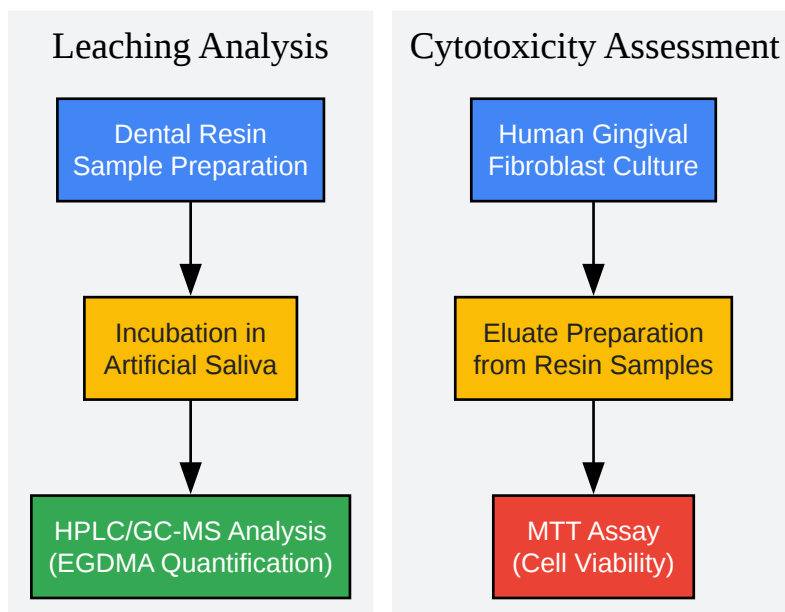 Leaching Analysis
Dental Resin
Sample Preparation
Incubation in
Artificial Saliva
HPLC/GC-MS Analysis
(EGDMA Quantification)
Cytotoxicity Assessment
Human Gingival
Fibroblast Culture
Eluate Preparation
from Resin Samples
MTT Assay
(Cell Viability)